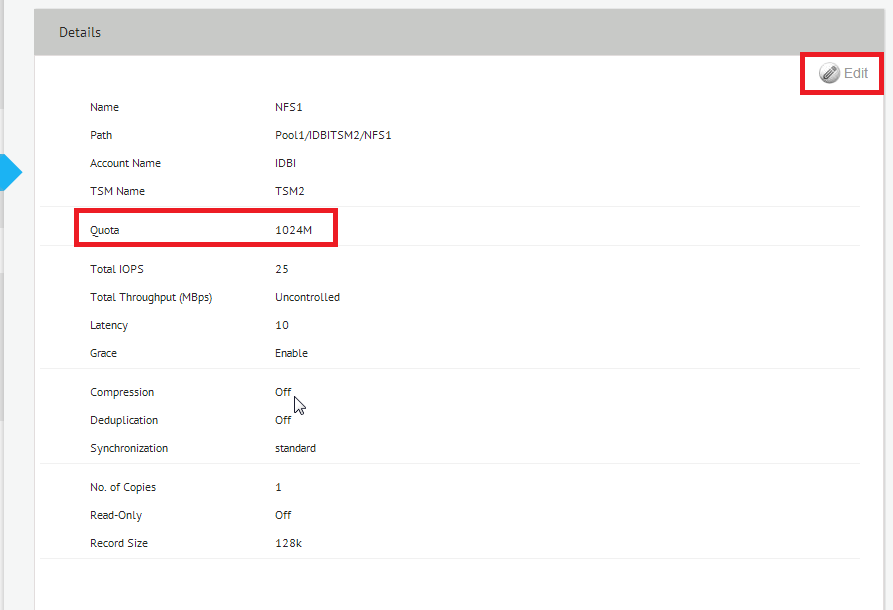 Details
Edit
Name NFS1
Path Pool1/IDBITSM2/NFS1
Account Name IDBI
TSM Name TSM2
Quota 1024M
Total IOPS 25
Total Throughput (MBps) Uncontrolled
Latency 10
Grace Enable
Compression Off
Deduplication Off
Synchronization standard
No. of Copies 1
Read-Only Off
Record Size 128k